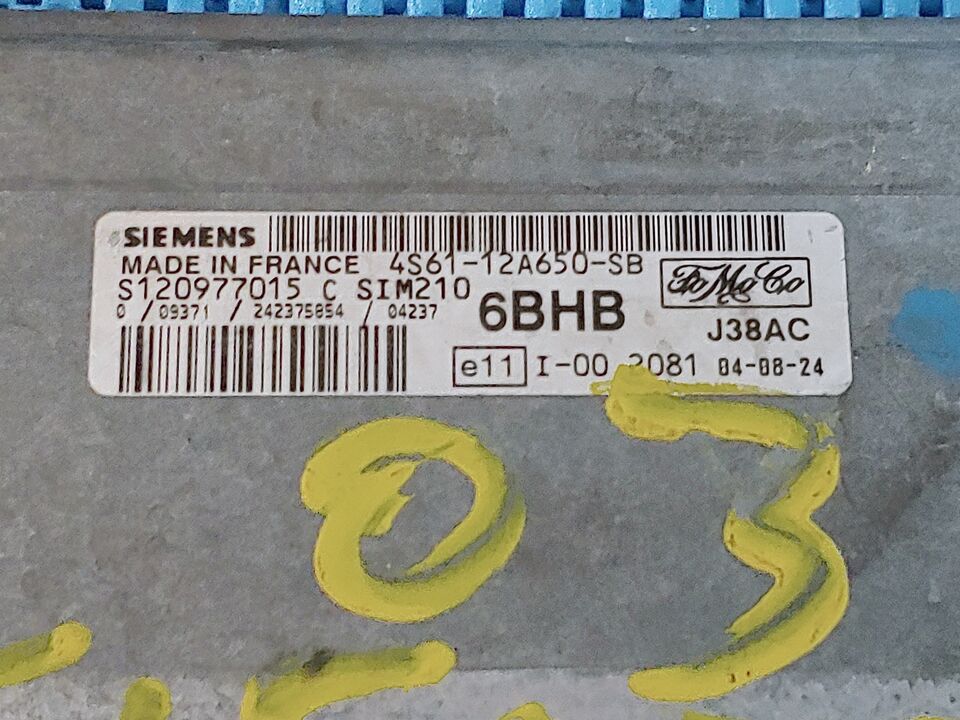 SIEMENS
MADE IN FRANCE 4S61-12A650-SB
S120977015 C SIM210
0 / 09371 / 242375854 / 04237
6BHB
FoMoCo
J38AC
e11 I-00 2081 04-08-24
03